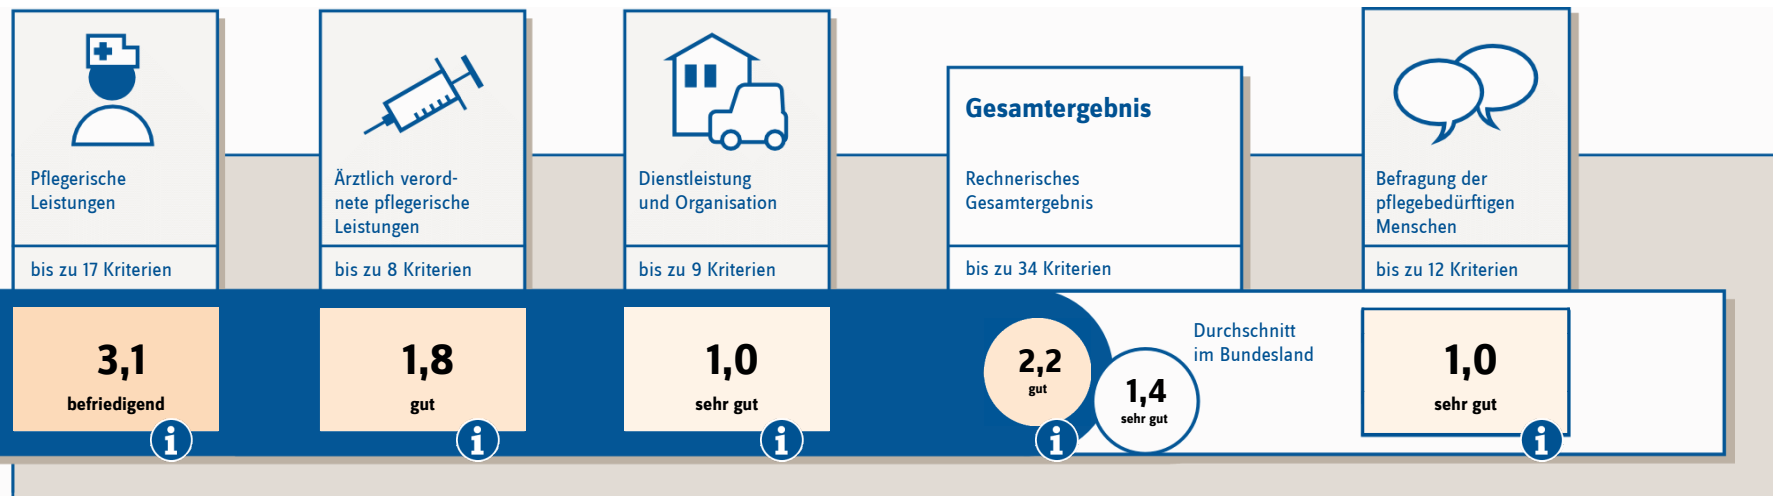 Pflegerische
Leistungen
bis zu 17 Kriterien
3,1
befriedigend
i
Ärztlich verord-
nete pflegerische
Leistungen
bis zu 8 Kriterien
1,8
gut
i
Dienstleistung
und Organisation
bis zu 9 Kriterien
1,0
sehr gut
i
Gesamtergebnis
Rechnerisches
Gesamtergebnis
bis zu 34 Kriterien
2,2
gut
i
1,4
sehr gut
Durchschnitt
im Bundesland
Befragung der
pflegebedürftigen
Menschen
bis zu 12 Kriterien
1,0
sehr gut
i